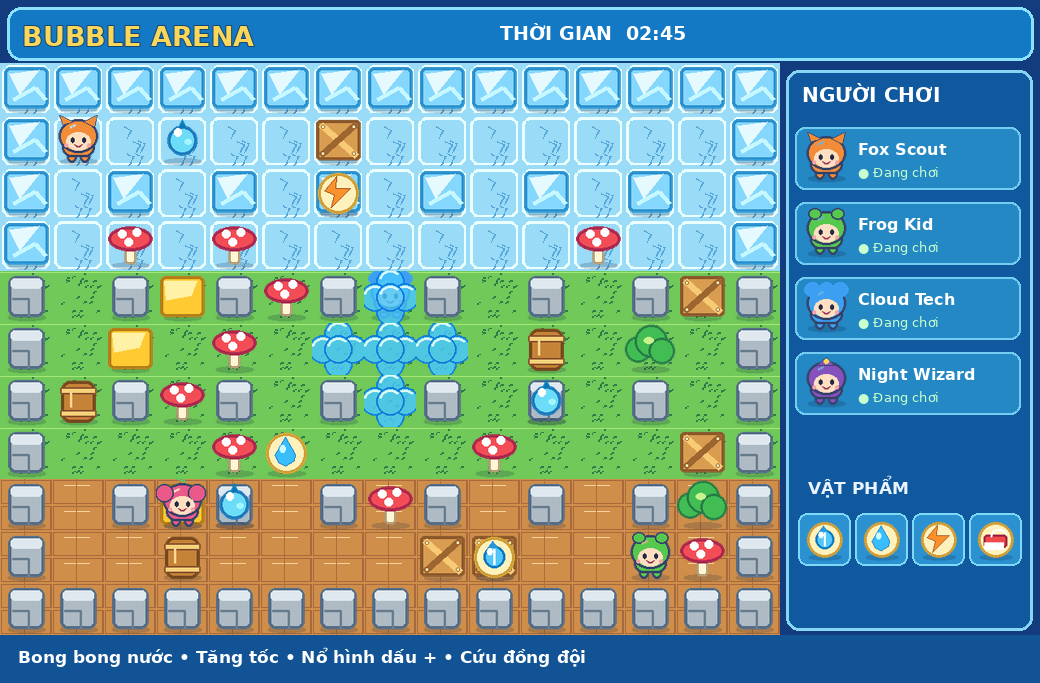 BUBBLE ARENA
THỜI GIAN 02:45
NGƯỜI CHƠI
Fox Scout
● Đang chơi
Frog Kid
● Đang chơi
Cloud Tech
● Đang chơi
Night Wizard
● Đang chơi
VẬT PHẨM
Bong bong nước • Tăng tốc • Nổ hình dấu + • Cứu đồng đội